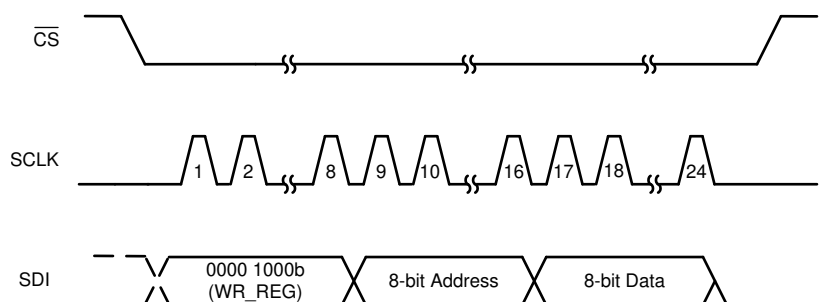 CS
SCLK
1 2 8 9 10 16 17 18 24
SDI
0000 1000b
(WR_REG)
8-bit Address
8-bit Data